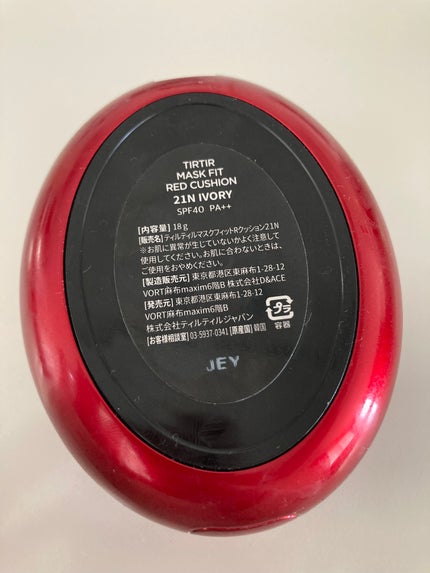 TIRTIR
MASK FIT
RED CUSHION
21N IVORY
SPF40 PA++
[内容量] 18g
[販売名] ティルティルマスクフィットRクッション21N
※お肌に異常が生じていないかよく注意して
使用してください。お肌に合わないときは、
ご使用をおやめください。
[製造販売元] 東京都港区東麻布1-28-12
VORT麻布maxim6階B 株式会社D&ACE
[発売元] 東京都港区東麻布1-28-12
VORT麻布maxim6階B
株式会社ティルティルジャパン
[お客様相談室] 03-5937-0341 [原産国] 韓国
プラ
容器
JEY